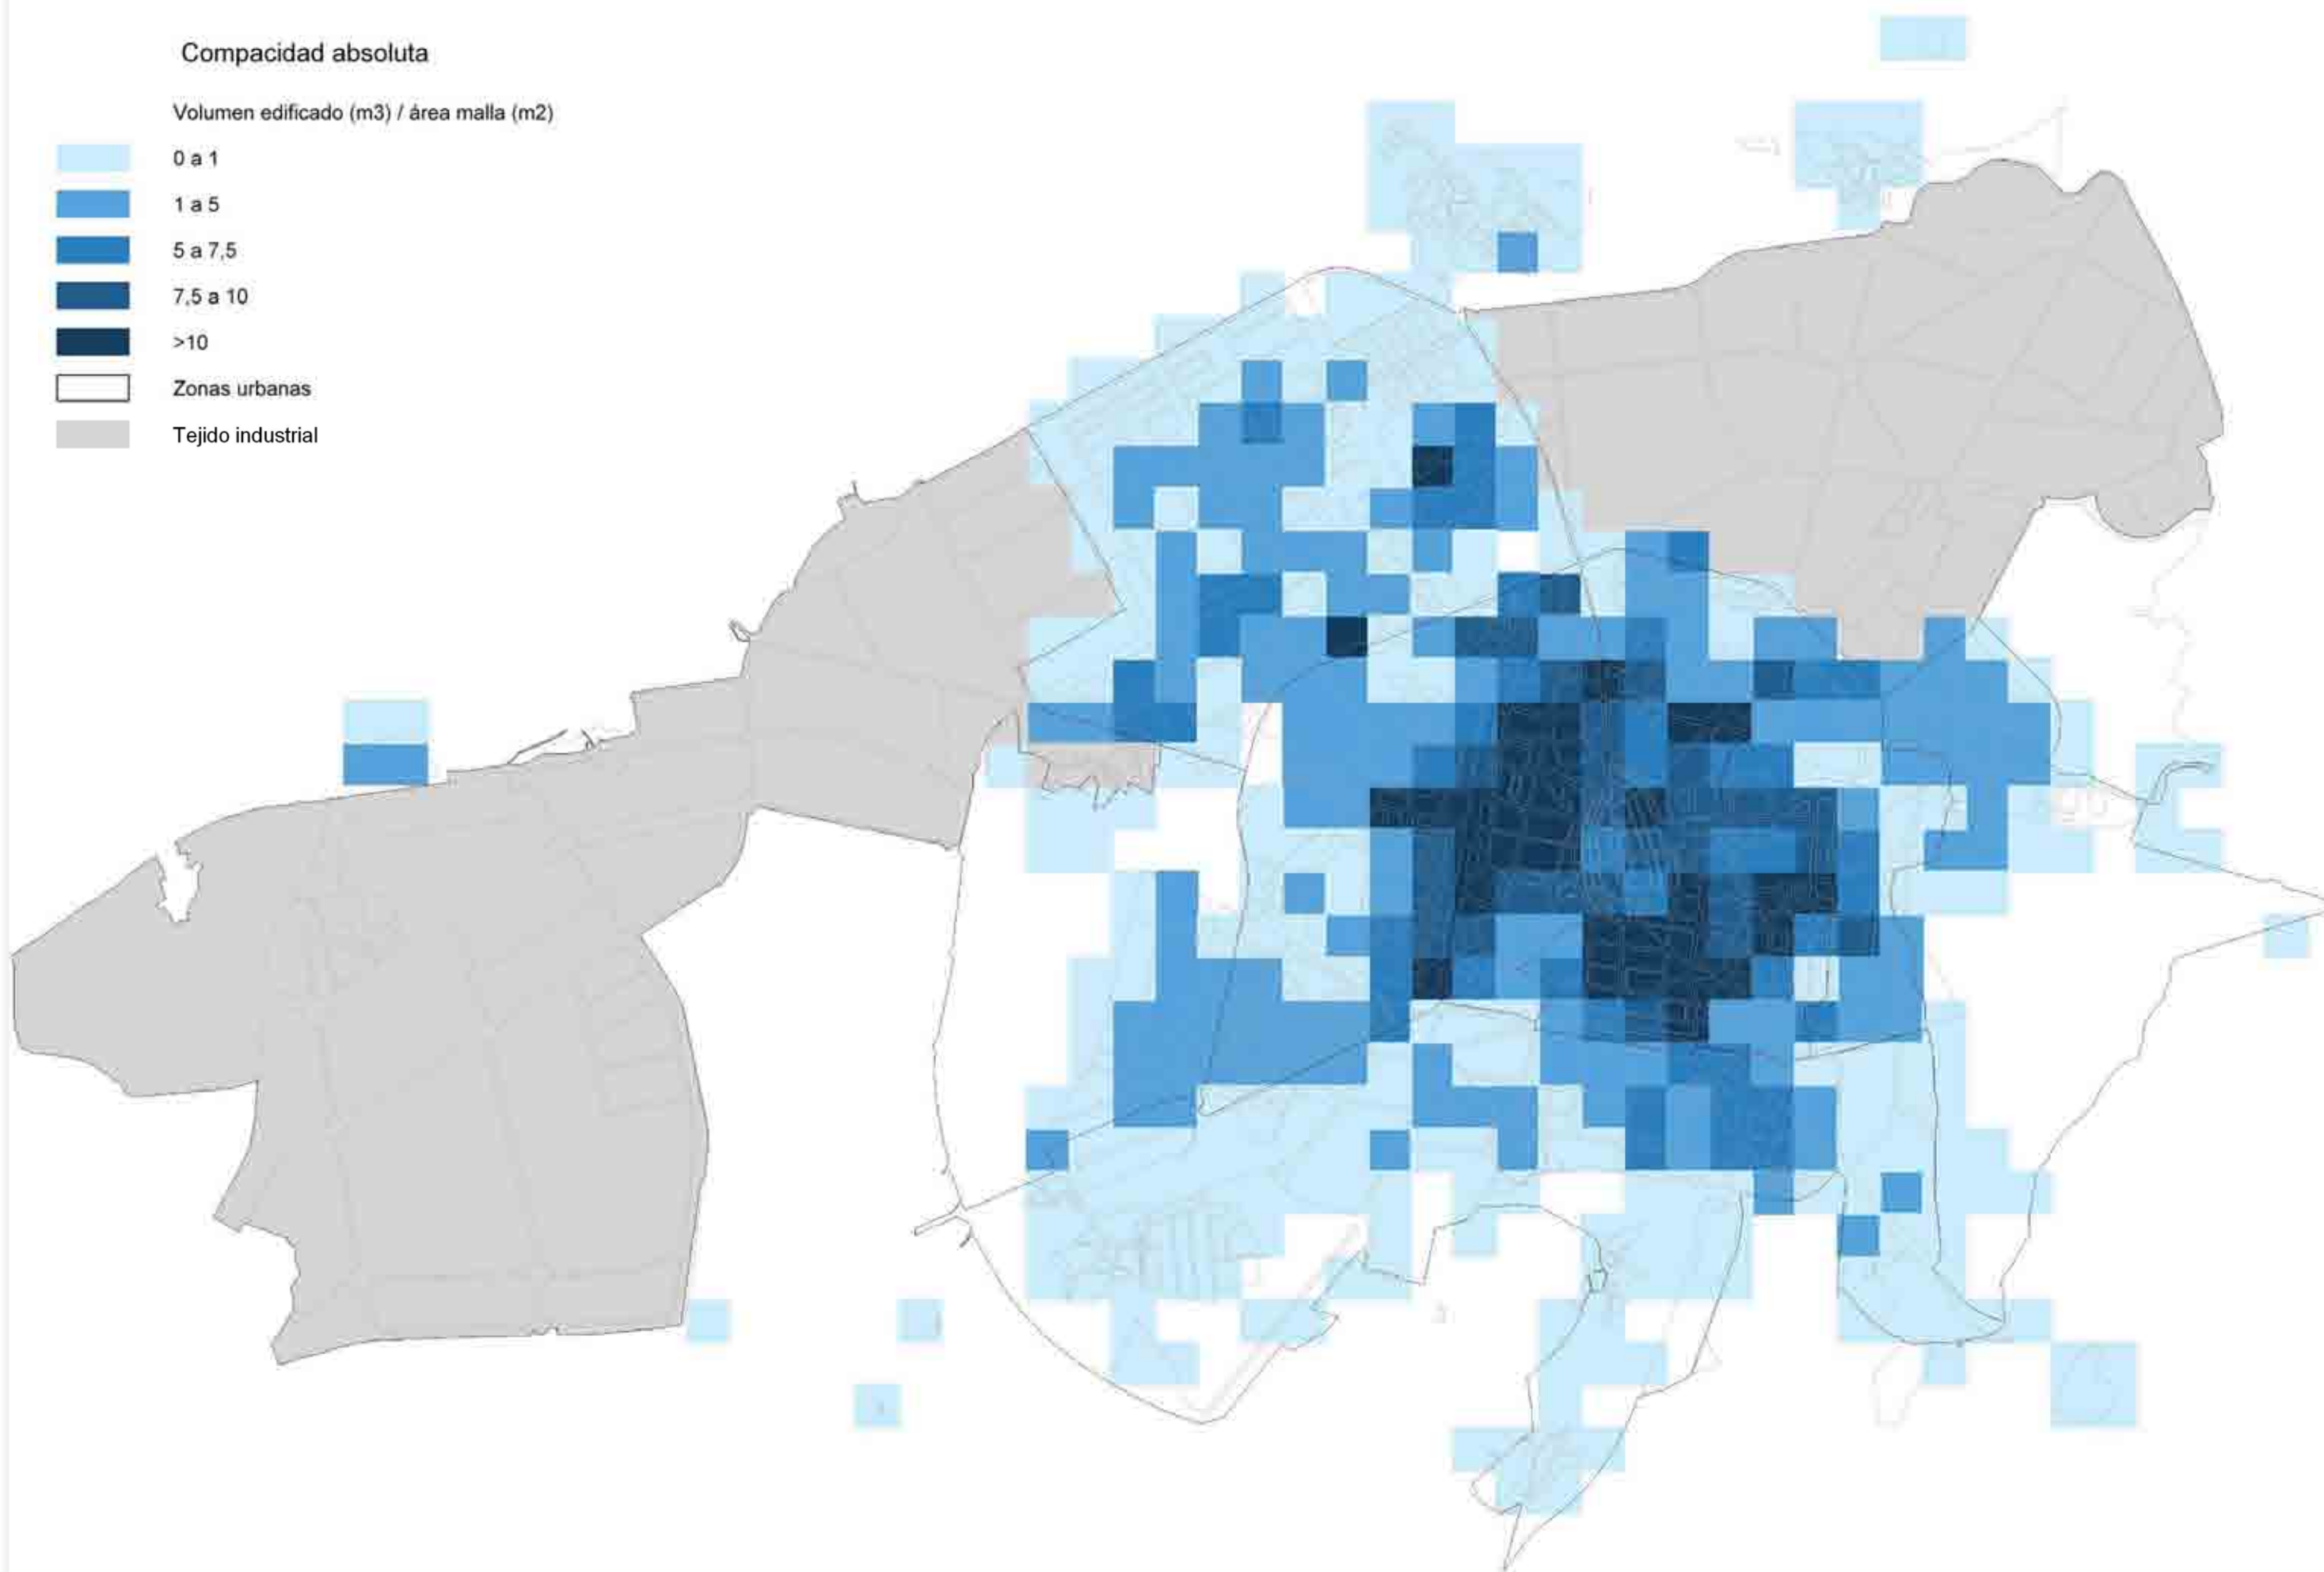 Compacidad absoluta
Volumen edificado (m3) / área malla (m2)
0 a 1
1 a 5
5 a 7,5
7,5 a 10
>10
Zonas urbanas
Tejido industrial